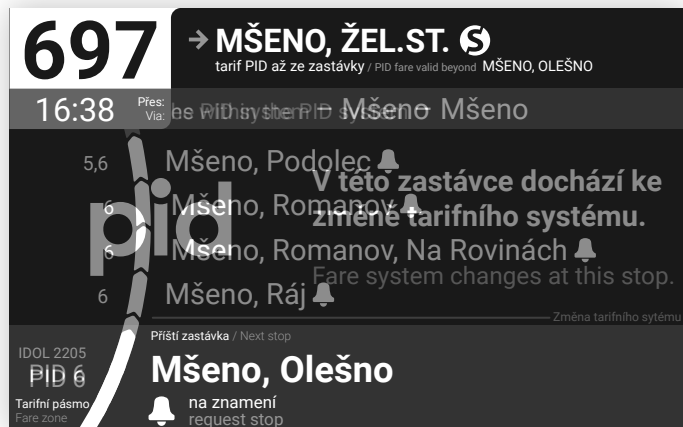 697
→ MŠENO, ŽEL.ST.
tarif PID až ze zastávky / PID fare valid beyond MŠENO, OLEŠNO
16:38
Přes:
Via:
Mšeno Mšeno
5,6 Mšeno, Podolec
6 Mšeno, Romanov
6 Mšeno, Romanov, Na Rovinách
6 Mšeno, Ráj
pid
V této zastávce dochází ke
změně tarifního systému.
Fare system changes at this stop.
Změna tarifního sytému
Příští zastávka / Next stop
IDOL 2205
PID 6
Mšeno, Olešno
Tarifní pásmo
Fare zone
na znamení
request stop